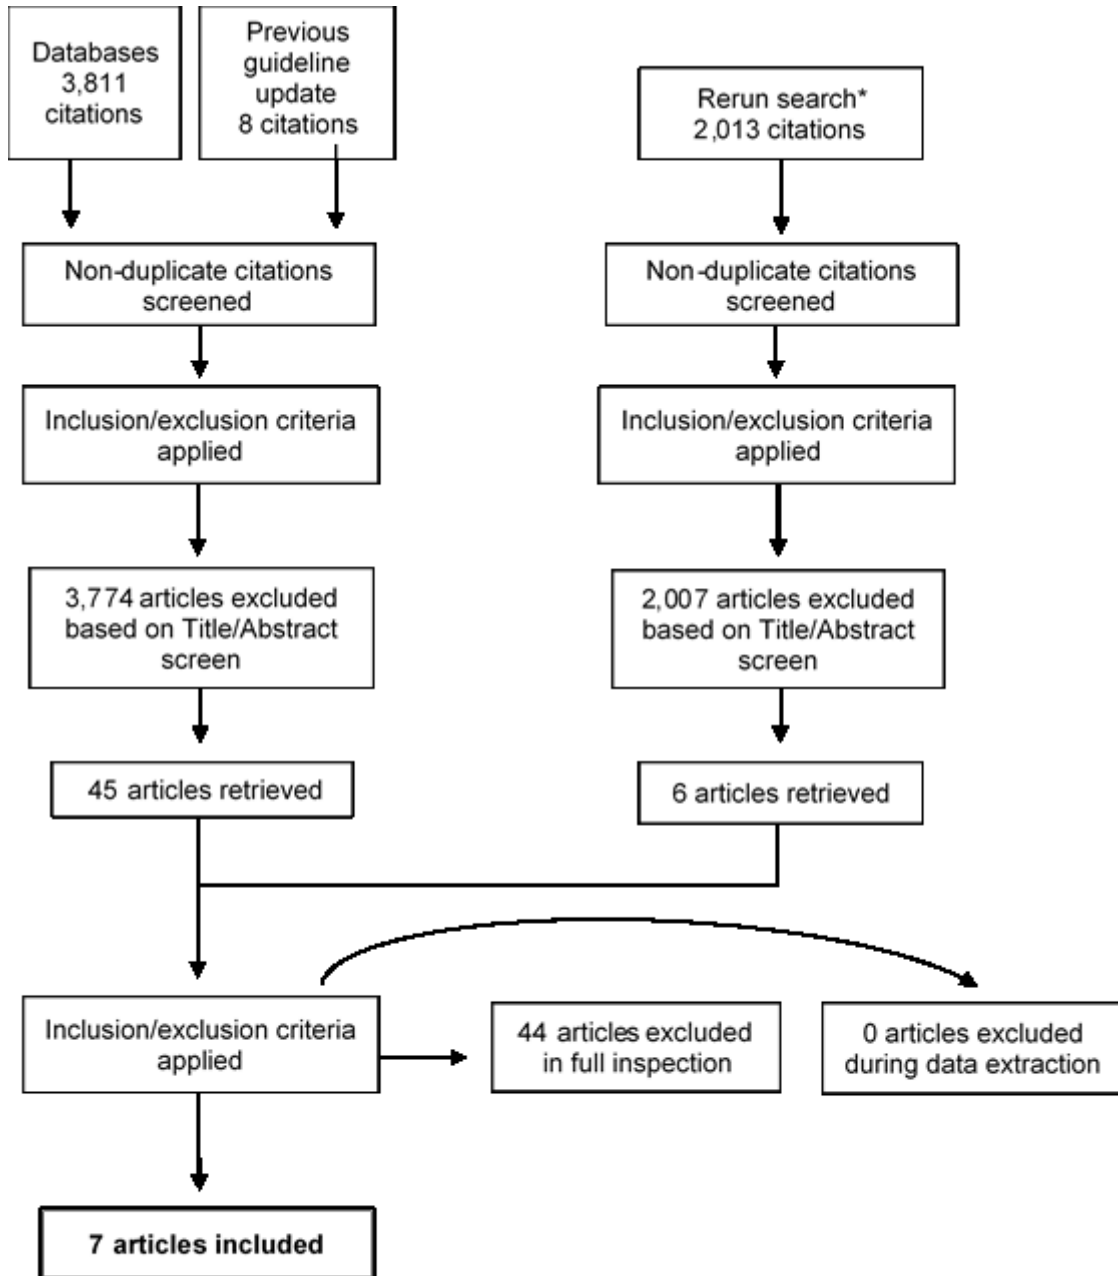 Databases
3,811
citations
Previous
guideline
update
8 citations
Rerun search*
2,013 citations
Non-duplicate citations
screened
Non-duplicate citations
screened
Inclusion/exclusion criteria
applied
Inclusion/exclusion criteria
applied
3,774 articles excluded
based on Title/Abstract
screen
2,007 articles excluded
based on Title/Abstract
screen
45 articles retrieved
6 articles retrieved
Inclusion/exclusion criteria
applied
44 articles excluded
in full inspection
0 articles excluded
during data extraction
7 articles included